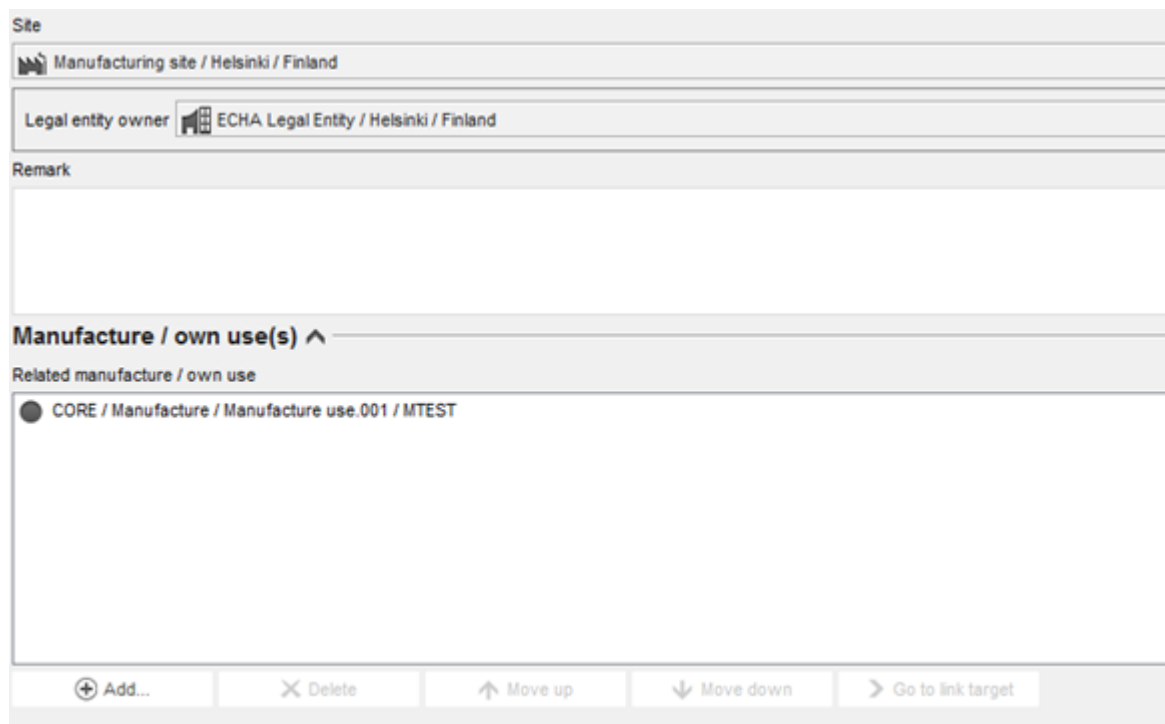 Site
Manufacturing site / Helsinki / Finland
Legal entity owner ECHA Legal Entity / Helsinki / Finland
Remark
Manufacture / own use(s)
Related manufacture / own use
CORE / Manufacture / Manufacture use.001 / MTEST
Add... Delete Move up Move down Go to link target